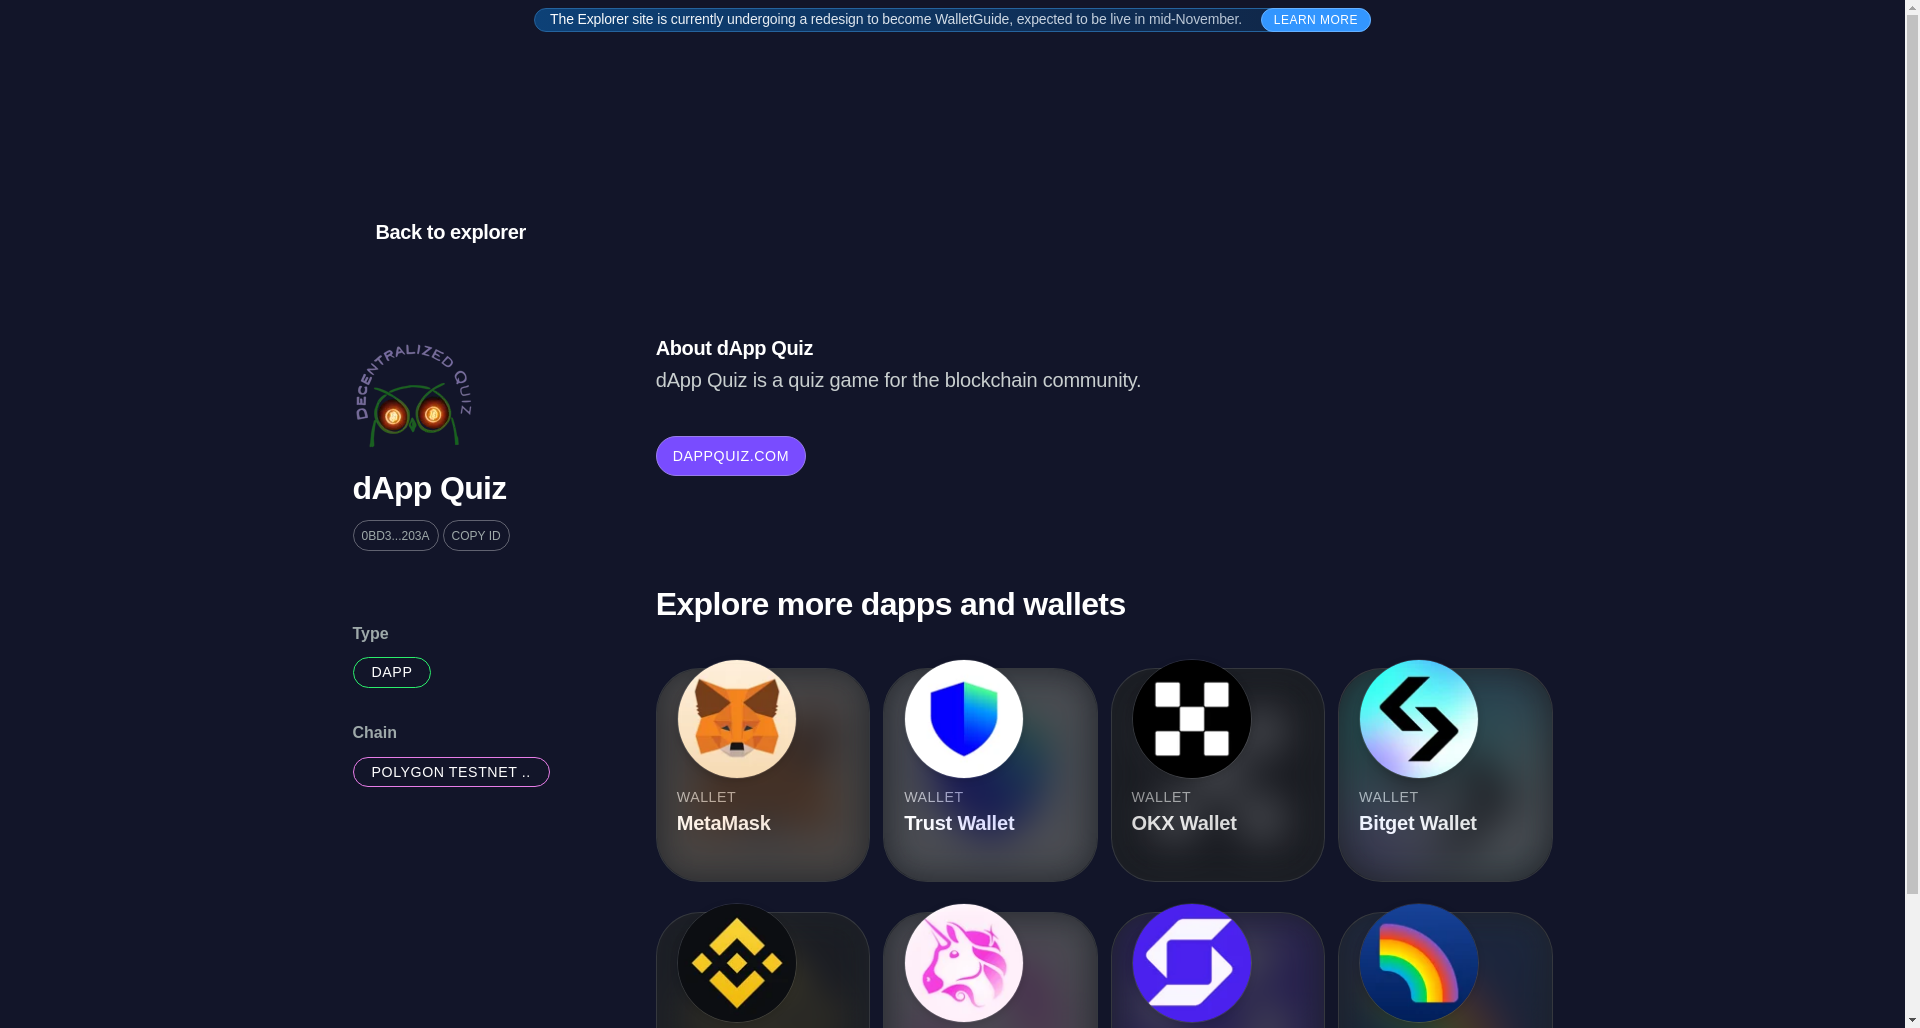 The Explorer site is currently undergoing a redesign to become WalletGuide, expected to be live in mid-November.
LEARN MORE
Back to explorer
DECENTRALIZED QUIZ
dApp Quiz
0BD3...203A
COPY ID
Type
DAPP
Chain
POLYGON TESTNET ..
About dApp Quiz
dApp Quiz is a quiz game for the blockchain community.
DAPPQUIZ.COM
Explore more dapps and wallets
WALLET
MetaMask
WALLET
Trust Wallet
WALLET
OKX Wallet
WALLET
Bitget Wallet